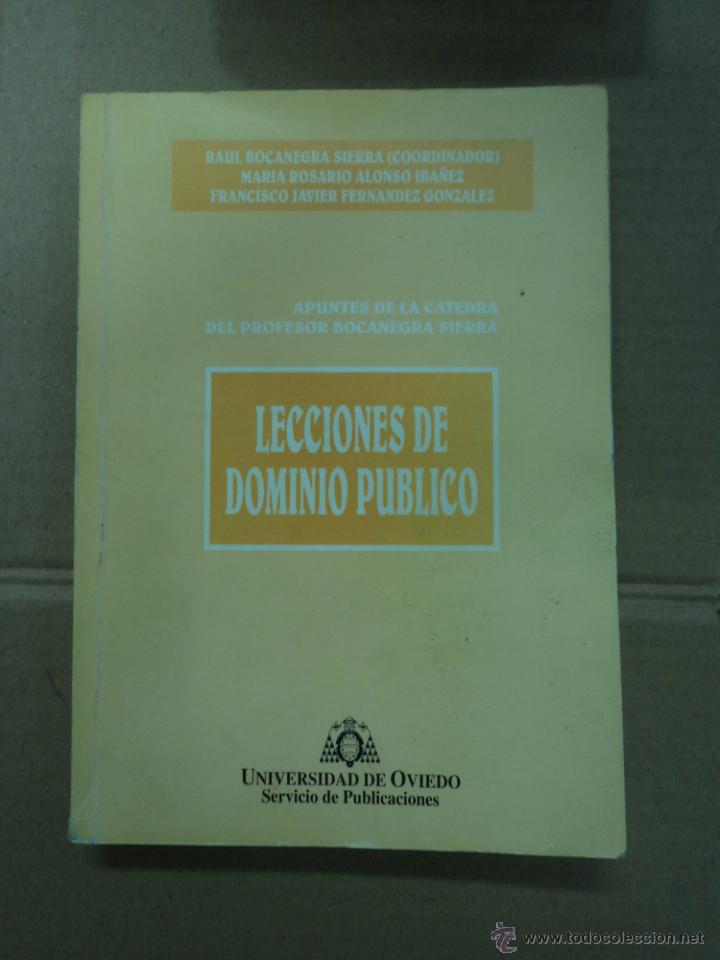 RAUL BOCANEGRA SIERRA (COORDINADOR)
MARIA ROSARIO ALONSO IBAÑEZ
FRANCISCO JAVIER FERNANDEZ GONZALEZ
APUNTES DE LA CATEDRA
DEL PROFESOR BOCANEGRA SIERRA
LECCIONES DE
DOMINIO PUBLICO
UNIVERSIDAD DE OVIEDO
Servicio de Publicaciones
© www.todocoleccion.net